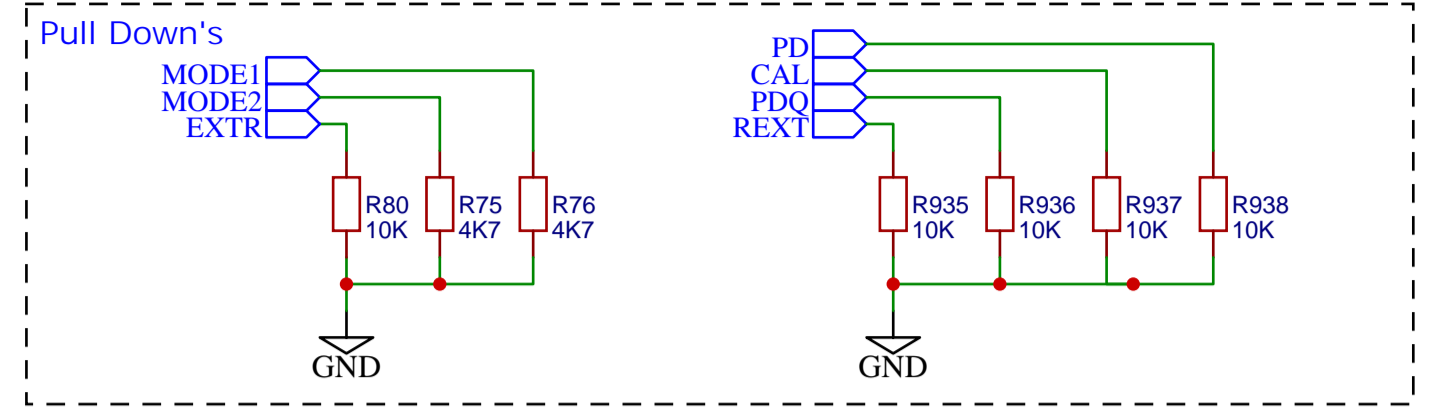 Pull Down's
MODE1
MODE2
EXTR
R80
10K
R75
4K7
R76
4K7
GND
PD
CAL
PDQ
REXT
R935
10K
R936
10K
R937
10K
R938
10K
GND